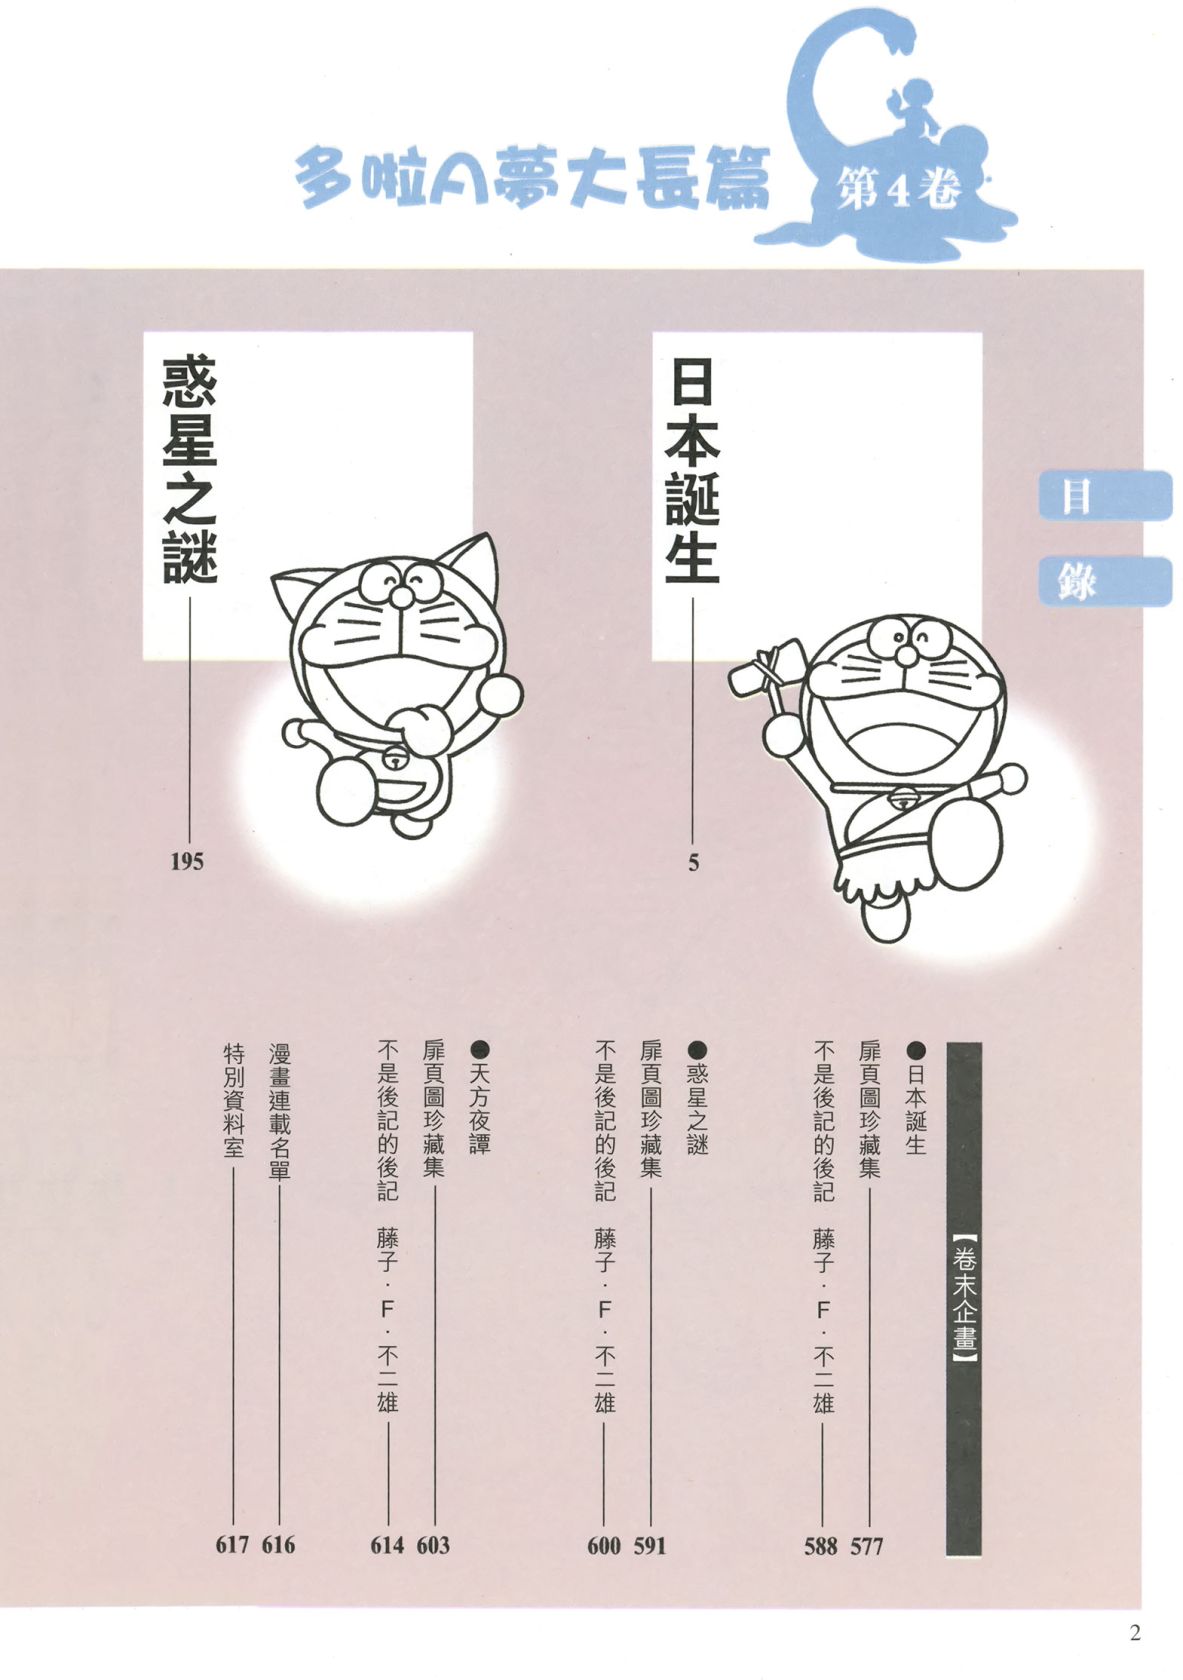 多啦A夢大長篇
第4卷
目錄
日本誕生 5
惑星之謎 195
【卷末企畫】
●日本誕生
扉頁圖珍藏集 577
不是後記的後記 藤子・F・不二雄 588
●惑星之謎
扉頁圖珍藏集 591
不是後記的後記 藤子・F・不二雄 600
●天方夜譚
扉頁圖珍藏集 603
不是後記的後記 藤子・F・不二雄 614
漫畫連載名單 616
特別資料室 617
2